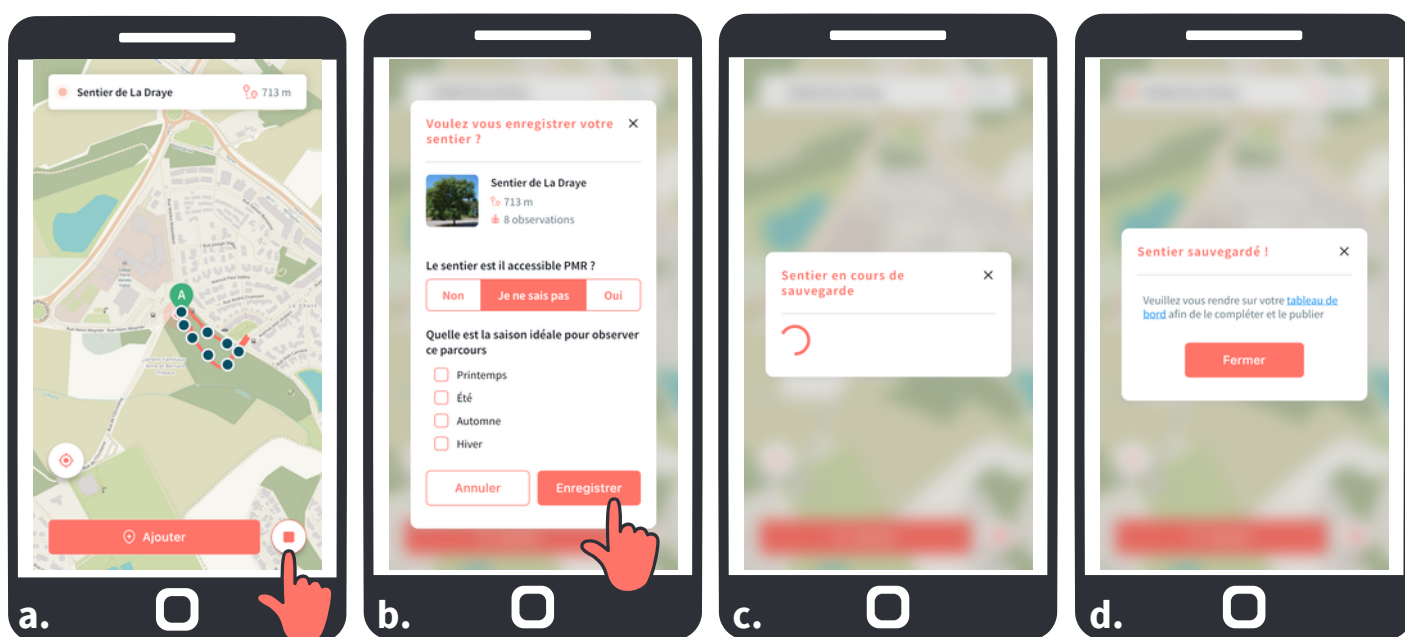 Sentier de La Draye 713 m
A
Ajouter
a.
Voulez vous enregistrer votre
sentier ?
Sentier de La Draye
713 m
8 observations
Le sentier est il accessible PMR ?
Non Je ne sais pas Oui
Quelle est la saison idéale pour observer
ce parcours
Printemps
Été
Automne
Hiver
Annuler Enregistrer
b.
Sentier en cours de
sauvegarde
c.
Sentier sauvegardé !
Veuillez vous rendre sur votre tableau de
bord afin de le compléter et le publier
Fermer
d.